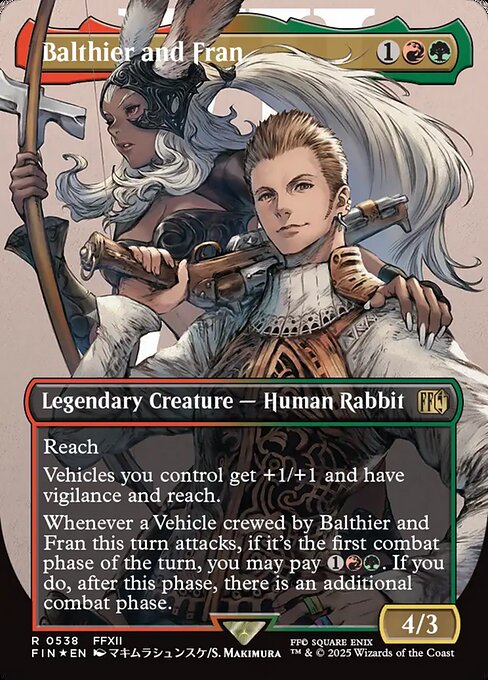 Balthier and Fran 1
Legendary Creature — Human Rabbit FF
Reach
Vehicles you control get +1/+1 and have
vigilance and reach.
Whenever a Vehicle crewed by Balthier and
Fran this turn attacks, if it's the first combat
phase of the turn, you may pay 1. If you
do, after this phase, there is an additional
combat phase.
4/3
R 0538 FFXII
FIN★EN マキムラシュンスケ/S. MAKIMURA
FF© SQUARE ENIX
™ & © 2025 Wizards of the Coast